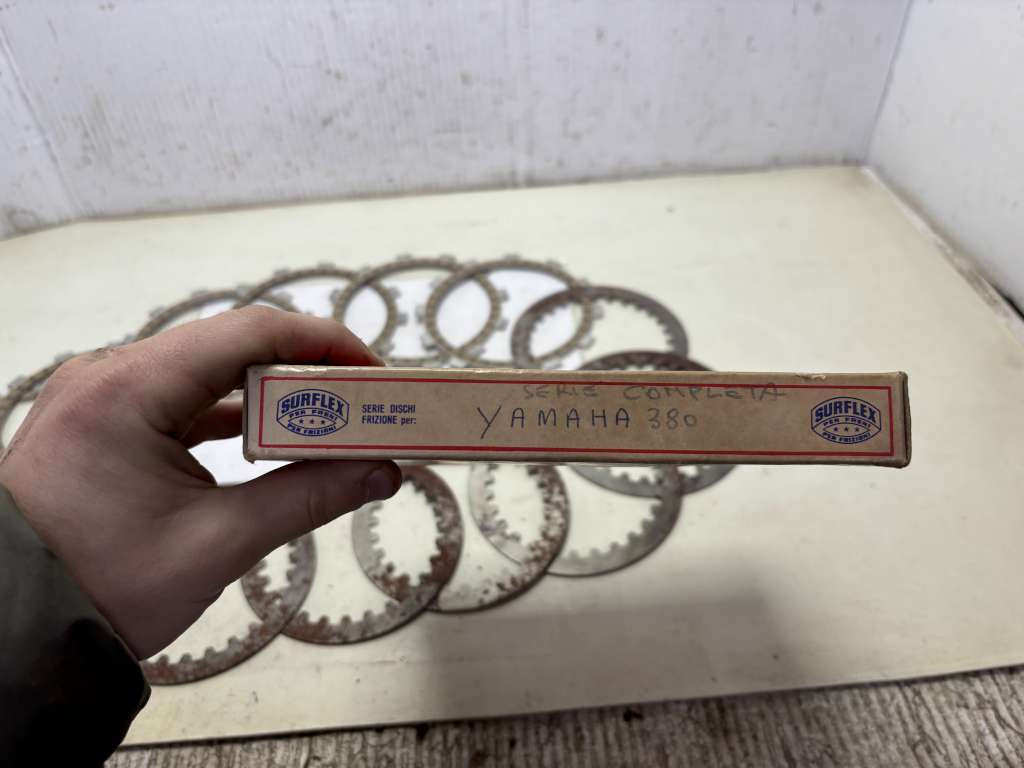 SURFLEX
PER FRENI
PER FRIZIONI
SERIE DISCHI
FRIZIONE per:
SERIE COMPLETA
YAMAHA 380
SURFLEX
PER FRENI
PER FRIZIONI